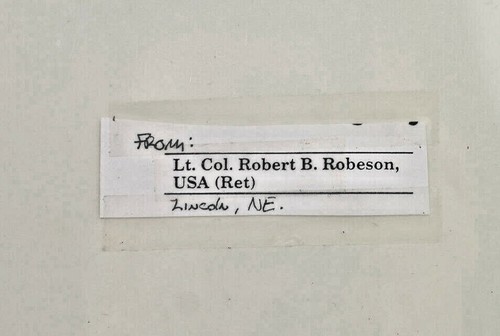 FROM:
Lt. Col. Robert B. Robeson,
USA (Ret)
LINCOLN, NE.